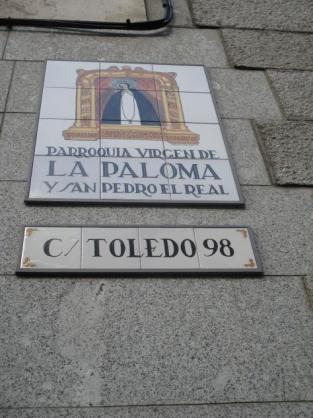 PARROQUIA VIRGEN DE
LA PALOMA
Y SAN PEDRO EL REAL
C/ TOLEDO 98